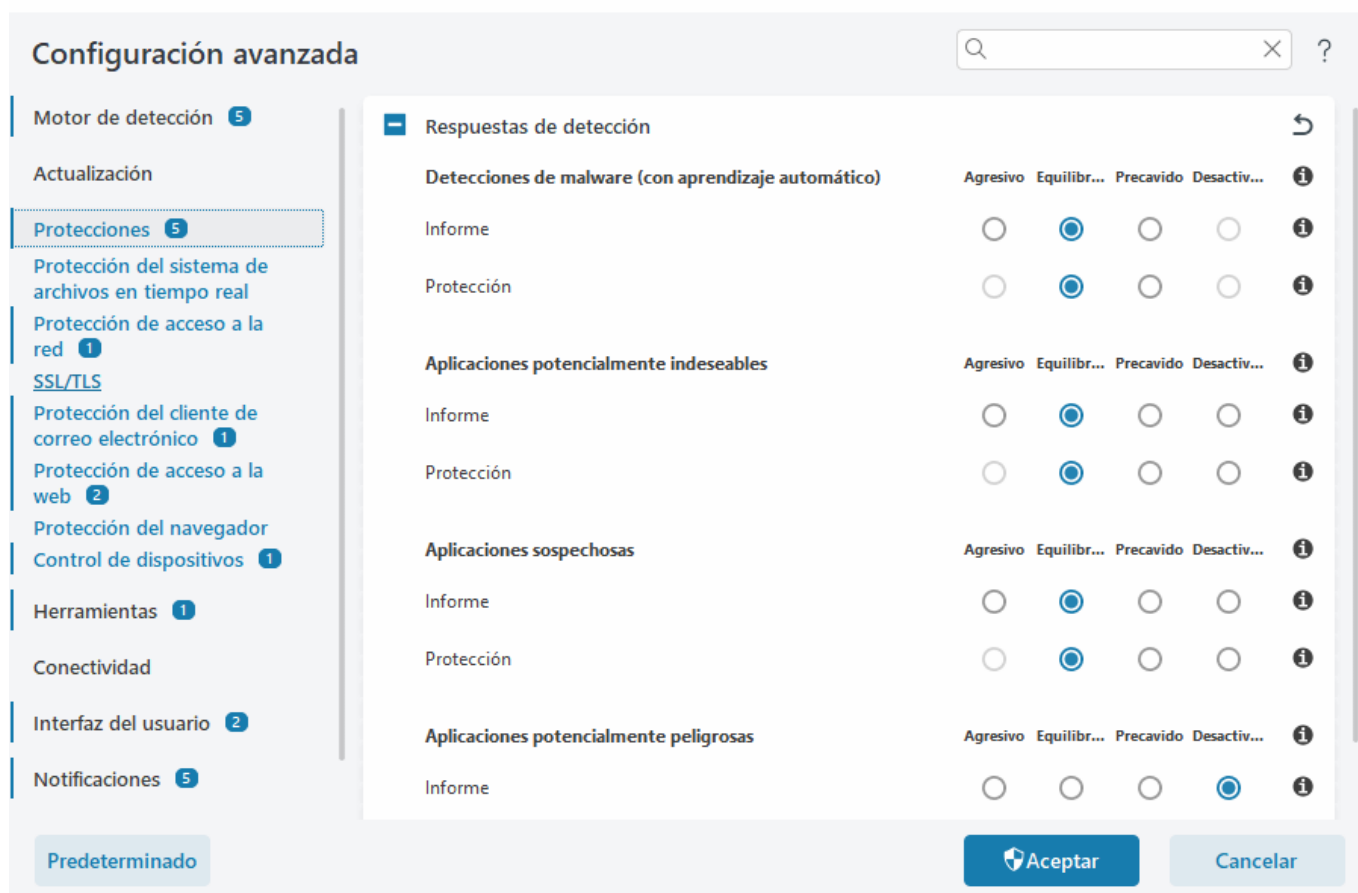 Configuración avanzada
?
Motor de detección 5
Actualización
Protecciones 5
Protección del sistema de
archivos en tiempo real
Protección de acceso a la
red 1
SSL/TLS
Protección del cliente de
correo electrónico 1
Protección de acceso a la
web 2
Protección del navegador
Control de dispositivos 1
Herramientas 1
Conectividad
Interfaz del usuario 2
Notificaciones 5
Respuestas de detección
Detecciones de malware (con aprendizaje automático) Agresivo Equilibr... Precavido Desactiv...
Informe
Protección
Aplicaciones potencialmente indeseables Agresivo Equilibr... Precavido Desactiv...
Informe
Protección
Aplicaciones sospechosas Agresivo Equilibr... Precavido Desactiv...
Informe
Protección
Aplicaciones potencialmente peligrosas Agresivo Equilibr... Precavido Desactiv...
Informe
Predeterminado Aceptar Cancelar